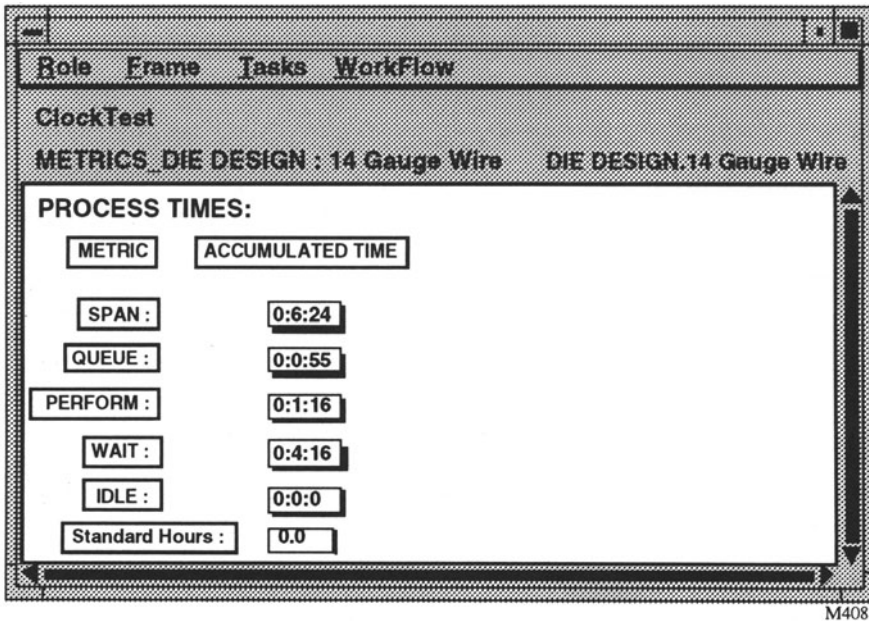 Role Frame Tasks WorkFlow
ClockTest
METRICS_DIE DESIGN : 14 Gauge Wire DIE DESIGN.14 Gauge Wire
PROCESS TIMES:
METRIC ACCUMULATED TIME
SPAN : 0:6:24
QUEUE : 0:0:55
PERFORM : 0:1:16
WAIT : 0:4:16
IDLE : 0:0:0
Standard Hours : 0.0
M408